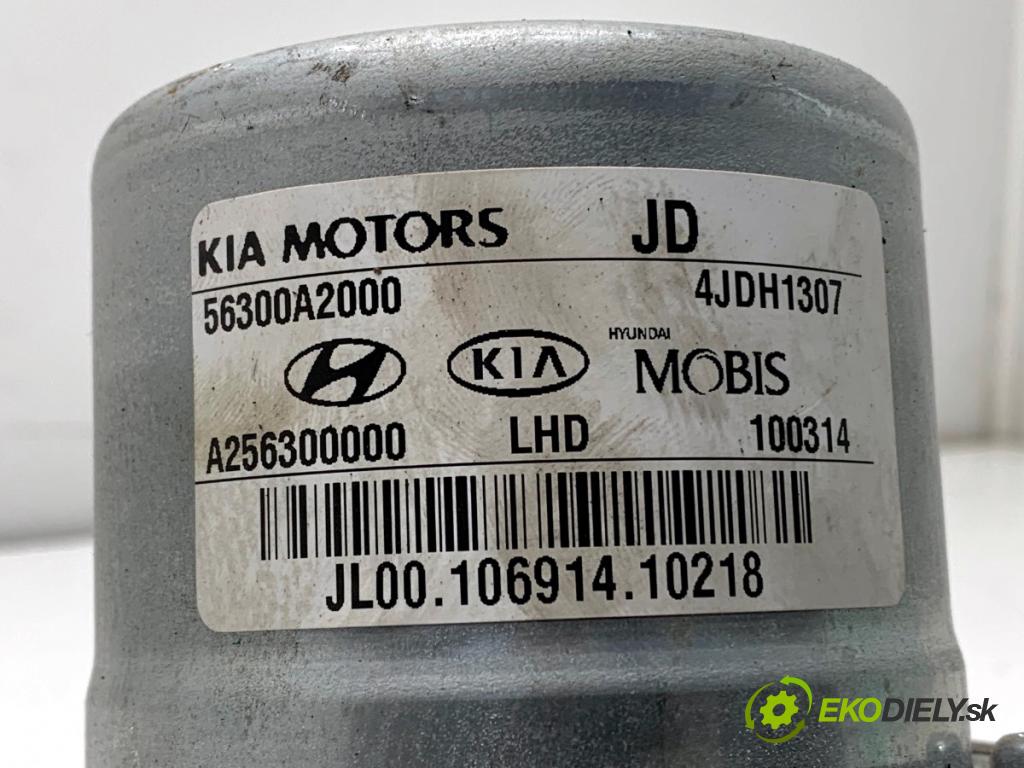 KIA MOTORS JD
56300A2000 4JDH1307
KIA HYUNDAI MOBIS
A256300000 LHD 100314
JL00.106914.10218
EKODIELY.sk